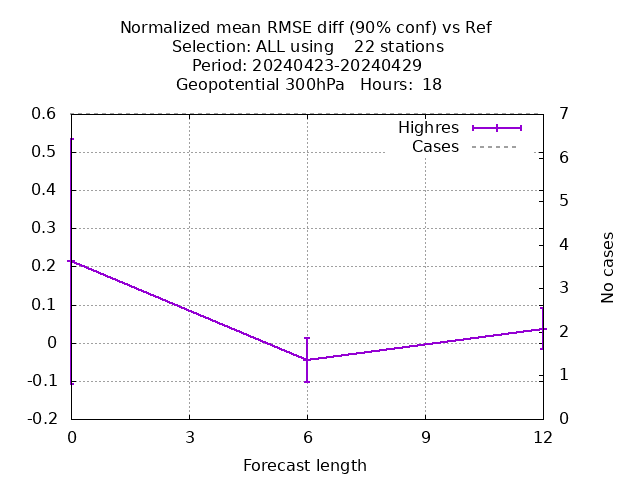 Normalized mean RMSE diff (90% conf) vs Ref
Selection: ALL using    22 stations
Period: 20240423-20240429
Geopotential 300hPa   Hours:  18
Highres
Cases
0.6
0.5
0.4
0.3
0.2
0.1
0
-0.1
-0.2
7
6
5
4
3
2
1
0
No cases
0 3 6 9 12
Forecast length